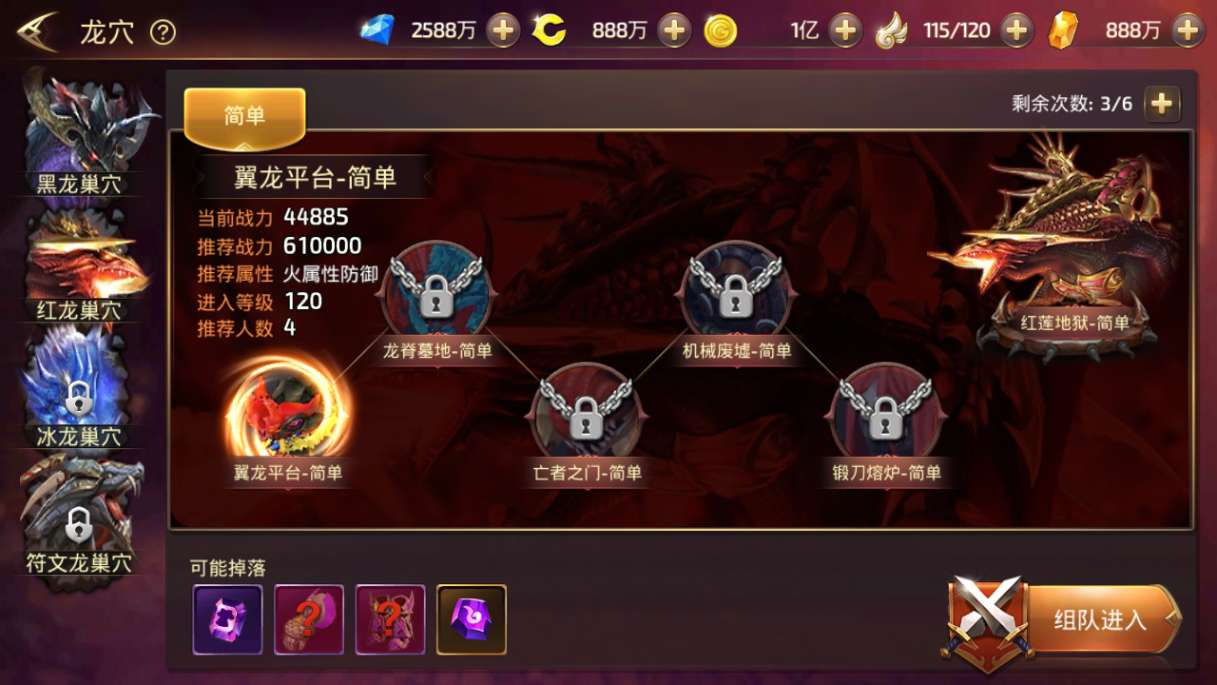 龙穴 ?
2588万
888万
1亿
115/120
888万
黑龙巢穴
红龙巢穴
冰龙巢穴
符文龙巢穴
简单
剩余次数: 3/6
翼龙平台-简单
当前战力 44885
推荐战力 610000
推荐属性 火属性防御
进入等级 120
推荐人数 4
龙脊墓地-简单
机械废墟-简单
红莲地狱-简单
翼龙平台-简单
亡者之门-简单
锻刀熔炉-简单
可能掉落
?
?
组队进入